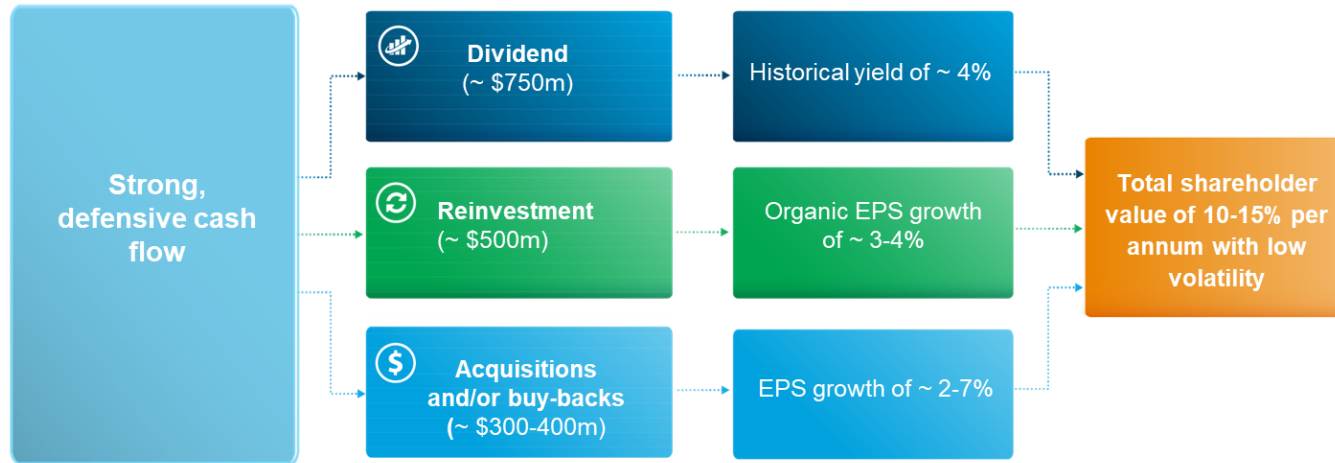 Strong,
defensive cash
flow
Dividend
(~ $750m)
Historical yield of ~ 4%
Reinvestment
(~ $500m)
Organic EPS growth
of ~ 3-4%
$
Acquisitions
and/or buy-backs
(~ $300-400m)
EPS growth of ~ 2-7%
Total shareholder
value of 10-15% per
annum with low
volatility